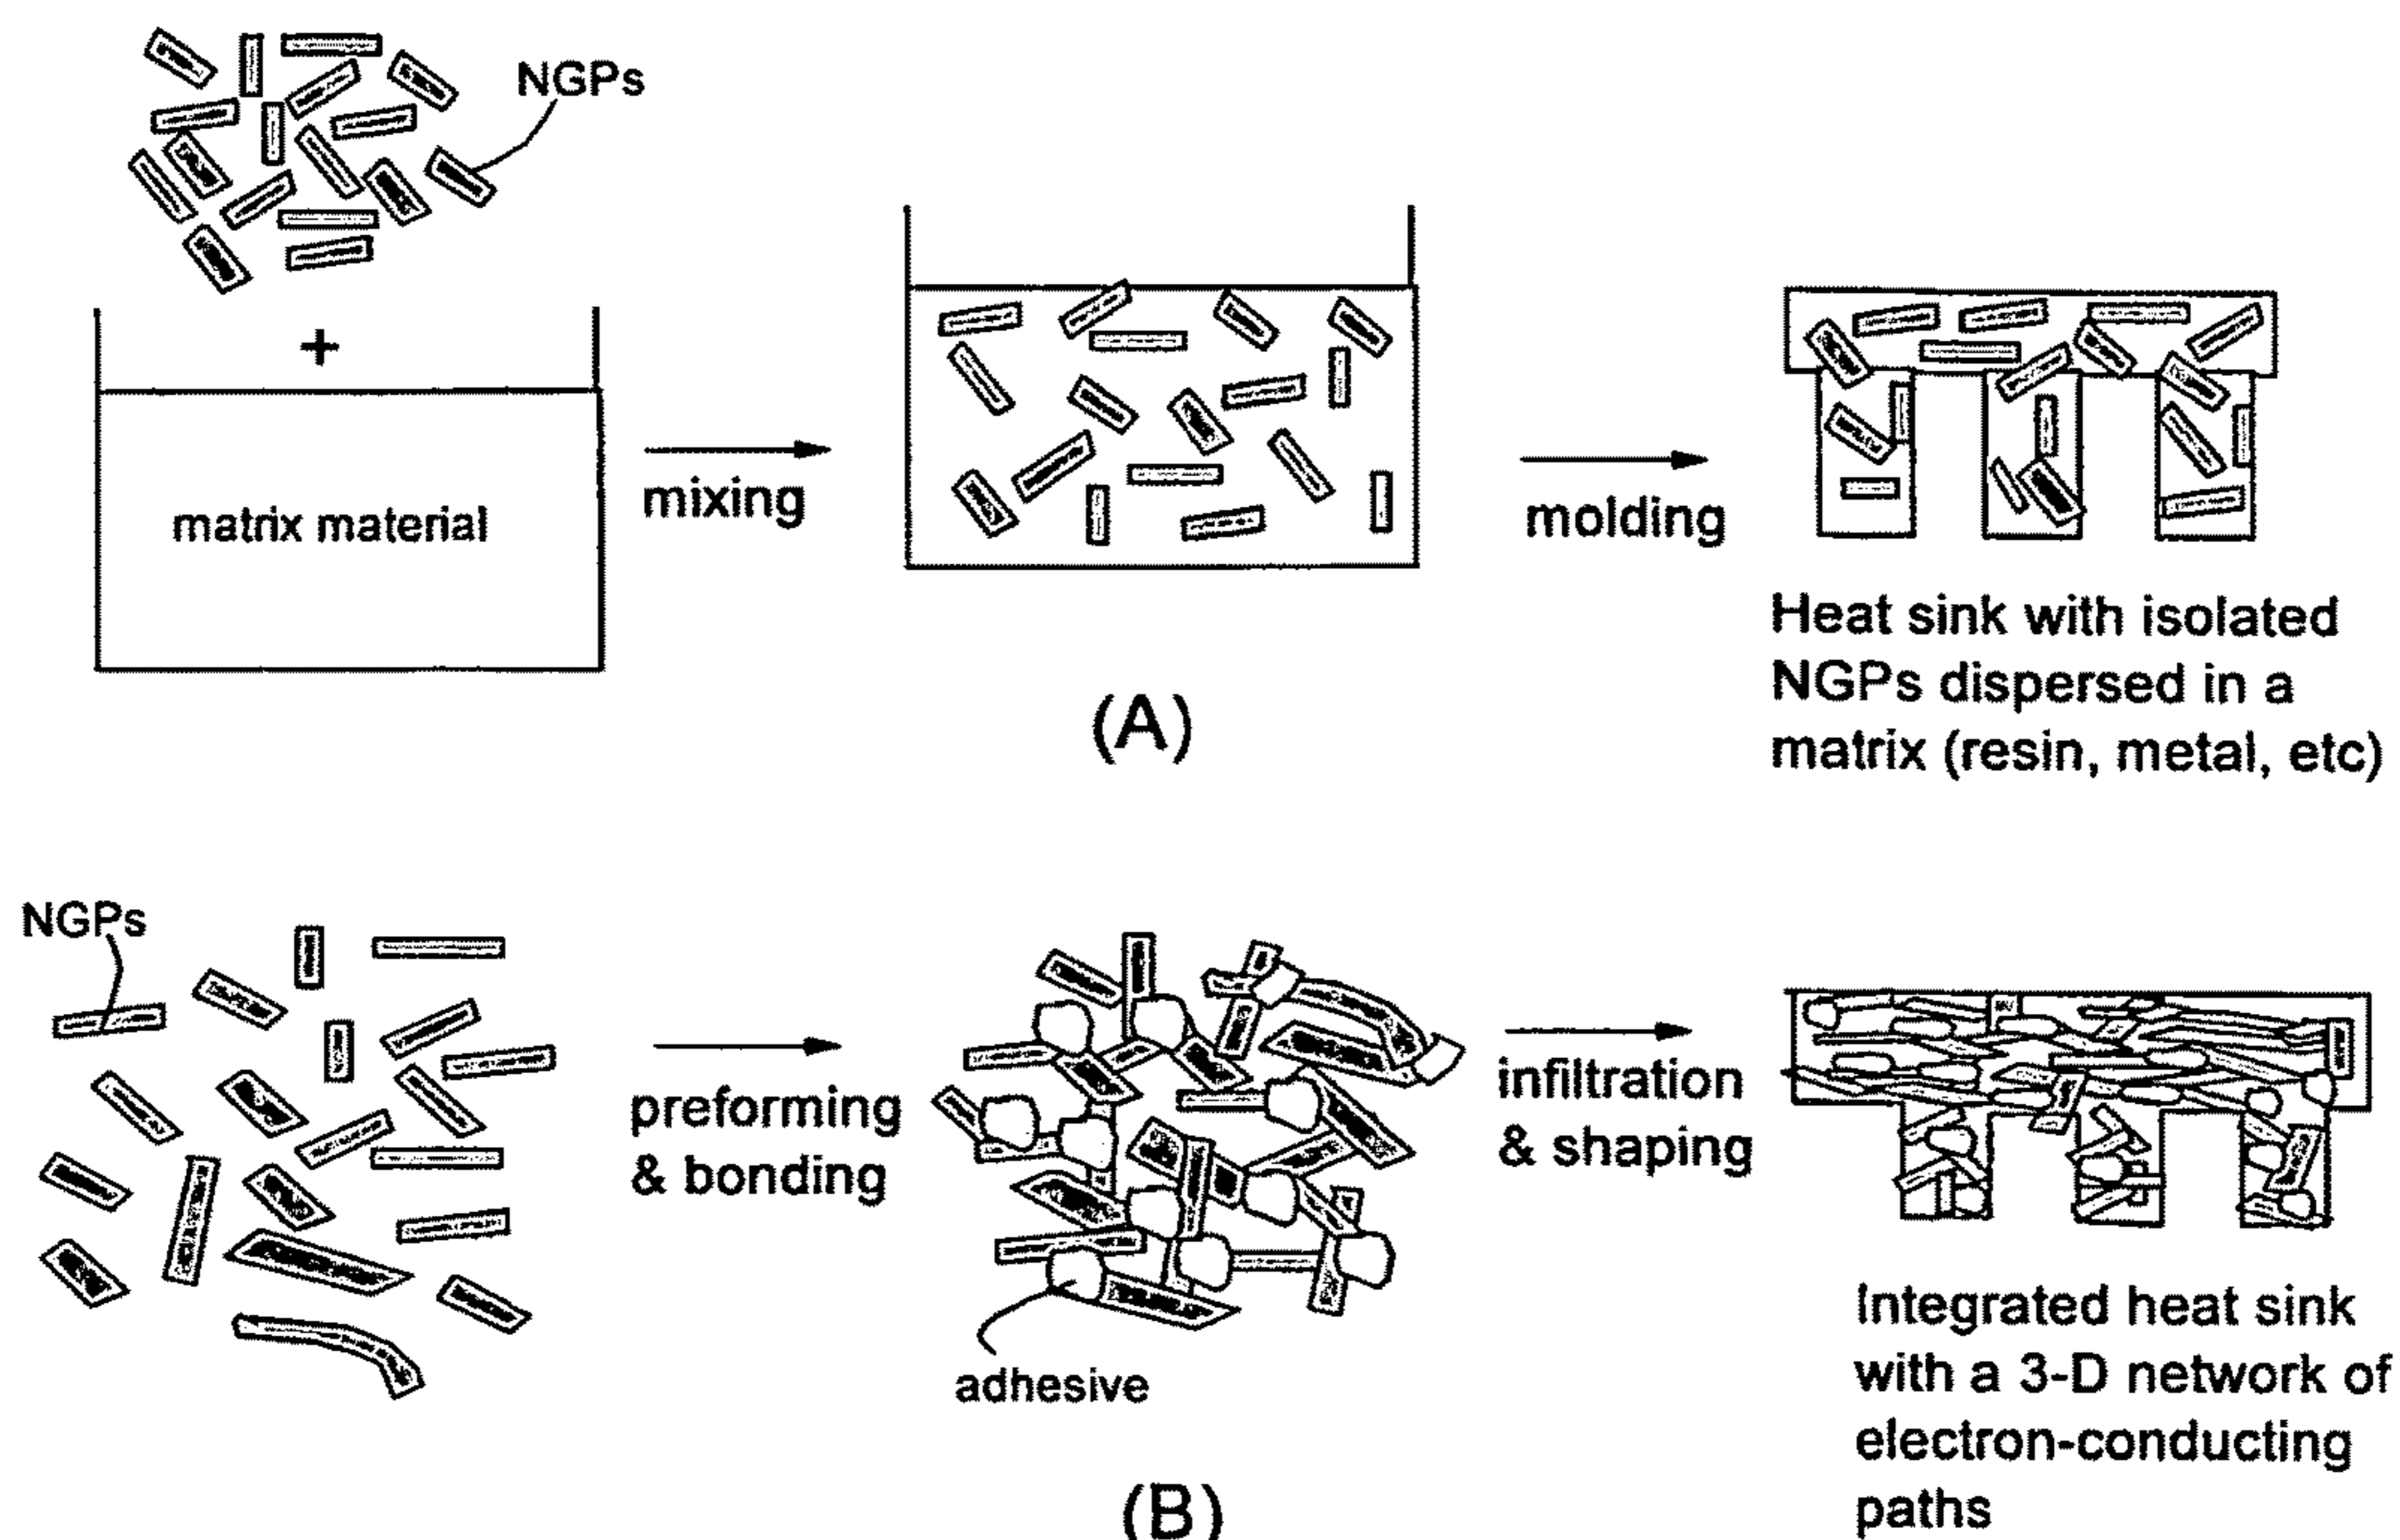 NGPs
+
matrix material
mixing
molding
Heat sink with isolated
NGPs dispersed in a
matrix (resin, metal, etc)
(A)
NGPs
preforming
& bonding
adhesive
infiltration
& shaping
Integrated heat sink
with a 3-D network of
electron-conducting
paths
(B)